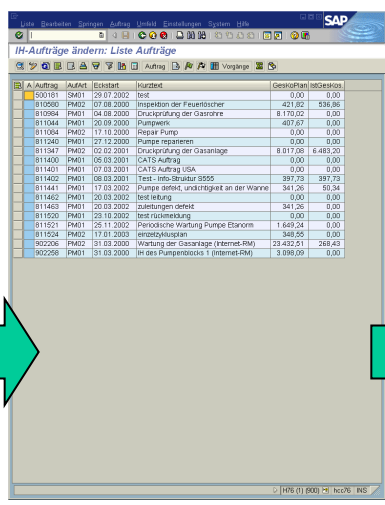 Liste Bearbeiten Springen Auftrag Umfeld Einstellungen System Hilfe SAP
IH-Aufträge ändern: Liste Aufträge
Auftrag Vorgänge
A Auftrag AufArt Eckstart Kurztext GesKoPlan IstGesKos.
500181 SM01 29.07.2002 test 0,00 0,00
810580 PM02 07.08.2000 Inspektion der Feuerlöscher 421,82 536,86
810984 PM01 04.08.2000 Druckprüfung der Gasrohre 8.170,02 0,00
811044 PM01 20.09.2000 Pumpwerk 407,67 0,00
811084 PM02 17.10.2000 Repair Pump 0,00 0,00
811240 PM01 27.12.2000 Pumpe reparieren 0,00 0,00
811347 PM02 02.02.2001 Druckprüfung der Gasanlage 8.017,08 6.483,20
811400 PM01 05.03.2001 CATS Auftrag 0,00 0,00
811401 PM01 07.03.2001 CATS Auftrag USA 0,00 0,00
811402 PM01 08.03.2001 Test - Info-Struktur S555 397,73 397,73
811441 PM01 17.03.2002 Pumpe defekt, undichtigkeit an der Wanne 341,26 50,34
811462 PM01 20.03.2002 test leitung 0,00 0,00
811463 PM01 20.03.2002 zuleitungen defekt 341,26 0,00
811520 PM01 23.10.2002 test rückmeldung 0,00 0,00
811521 PM01 25.11.2002 Periodische Wartung Pumpe Etanorm 1.649,24 0,00
811524 PM02 17.01.2003 einzelzyklusplan 348,55 0,00
902206 PM02 31.03.2000 Wartung der Gasanlage (Internet-RM) 23.432,51 268,43
902258 PM01 31.03.2000 IH des Pumpenblocks 1 (Internet-RM) 3.098,09 0,00
H76 (1) (900) hcc76 INS